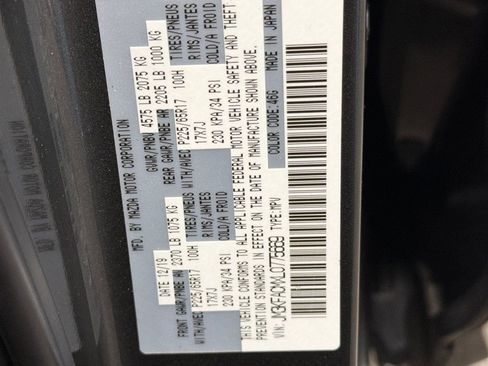 MFD. BY MAZDA MOTOR CORPORATION
12/19 GVWR/PNBV 4575 LB 2075 KG
FRONT GAWR/PNBE AV 2370 LB 1075 KG REAR GAWR/PNBE AR 2205 LB 1000 KG
WITH/AVEC TIRES/PNEUS P225/65R17 100H WITH/AVEC TIRES/PNEUS P225/65R17 100H
RIMS/JANTES 17X7J RIMS/JANTES 17X7J
COLD/A FROID 230 KPA/34 PSI COLD/A FROID 230 KPA/34 PSI
THIS VEHICLE CONFORMS TO ALL APPLICABLE FEDERAL MOTOR VEHICLE SAFETY AND THEFT
PREVENTION STANDARDS IN EFFECT ON THE DATE OF MANUFACTURE SHOWN ABOVE.
COLOR CODE:46G MADE IN JAPAN
VIN: TYPE:MPV